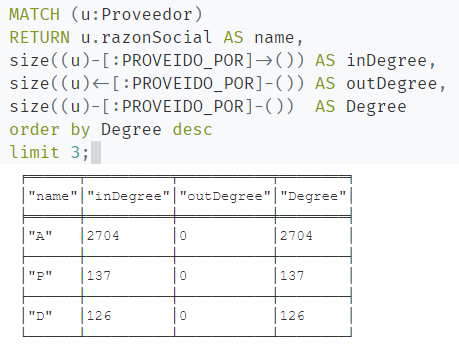 MATCH (u:Proveedor)
RETURN u.razonSocial AS name,
size((u)-[:PROVEIDO_POR]->()) AS inDegree,
size((u)<-[:PROVEIDO_POR]-()) AS outDegree,
size((u)-[:PROVEIDO_POR]-())  AS Degree
order by Degree desc
limit 3;
"name" "inDegree" "outDegree" "Degree"
"A" 2704 0 2704
"P" 137 0 137
"D" 126 0 126